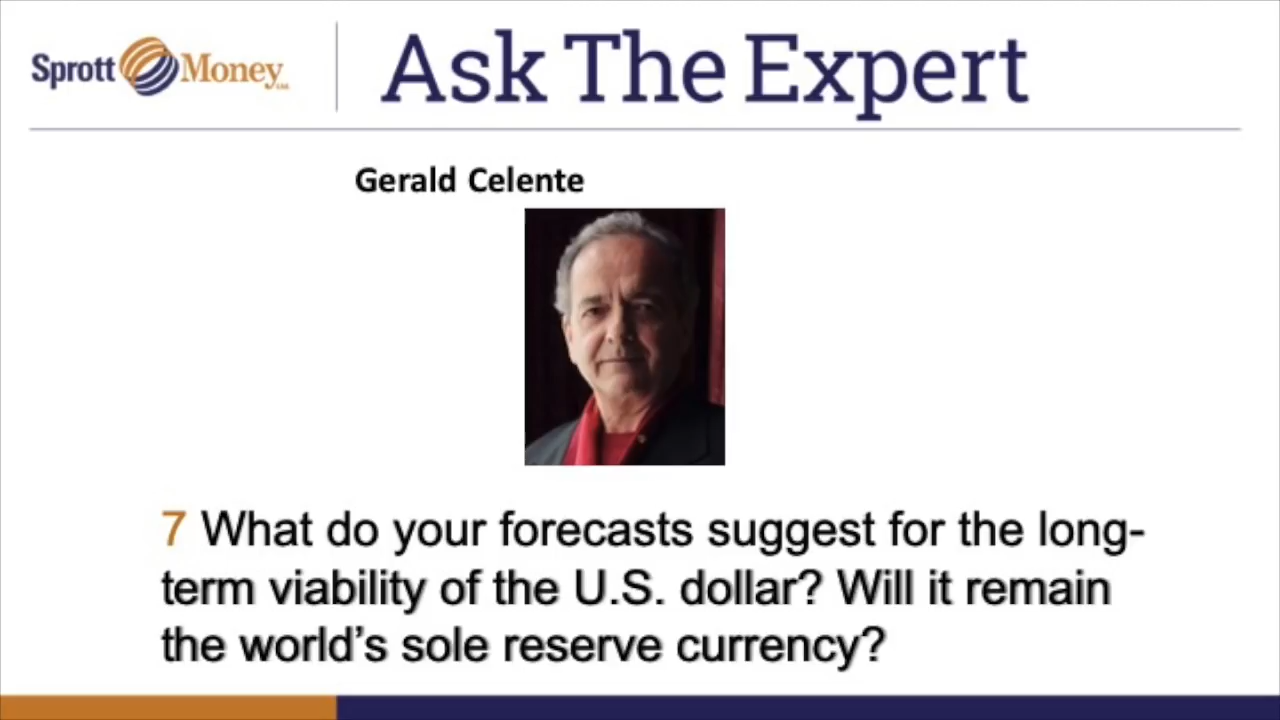 Sprott Money Ltd.
Ask The Expert
Gerald Celente
7 What do your forecasts suggest for the long-
term viability of the U.S. dollar? Will it remain
the world's sole reserve currency?